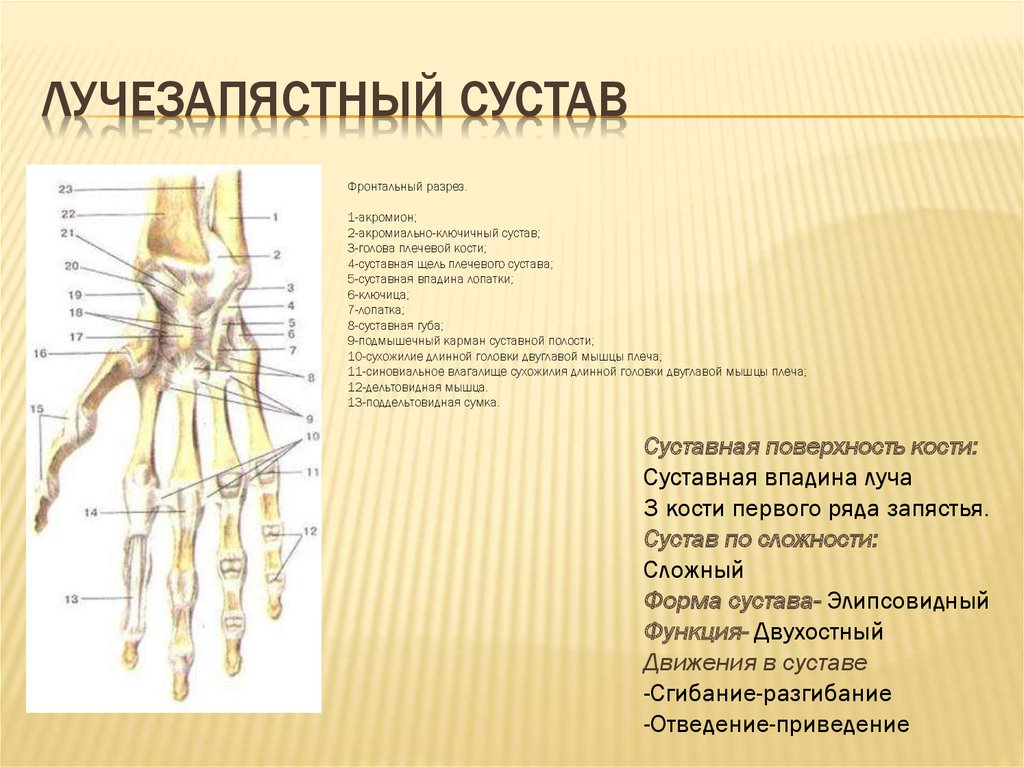 ЛУЧЕЗАПЯСТНЫЙ СУСТАВ
Фронтальный разрез.
1-акромион;
2-акромиально-ключичный сустав;
3-голова плечевой кости;
4-суставная щель плечевого сустава;
5-суставная впадина лопатки;
6-ключица;
7-лопатка;
8-суставная губа;
9-подмышечный карман суставной полости;
10-сухожилие длинной головки двуглавой мышцы плеча;
11-синовиальное влагалище сухожилия длинной головки двуглавой мышцы плеча;
12-дельтовидная мышца.
13-поддельтовидная сумка.
23
22
21
20
19
18
17
16
15
14
13
1
2
3
4
5
6
7
8
9
10
11
12
Суставная поверхность кости:
Суставная впадина луча
3 кости первого ряда запястья.
Сустав по сложности:
Сложный
Форма сустава- Элипсовидный
Функция- Двухостный
Движения в суставе
-Сгибание-разгибание
-Отведение-приведение